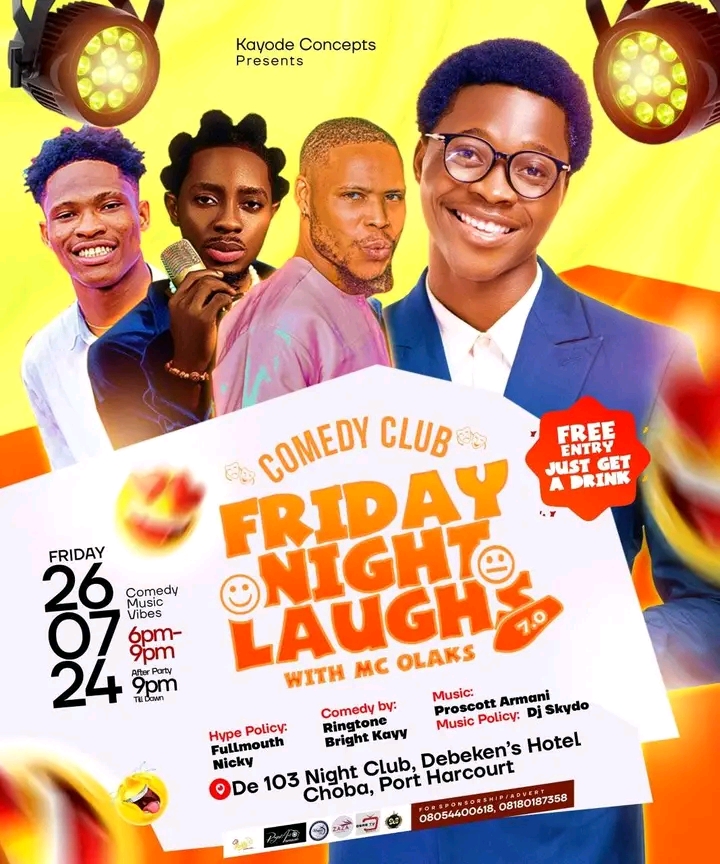 Kayode Concepts
Presents
COMEDY CLUB
FRIDAY
NIGHT
LAUGHS
7.0
WITH MC OLAKS
FREE
ENTRY
JUST GET
A DRINK
FRIDAY
26
07
24
Comedy
Music
Vibes
6pm-
9pm
After Party
9pm
Till Dawn
Hype Policy:
Fullmouth
Nicky
Comedy by:
Ringtone
Bright Kayy
Music:
Proscott Armani
Music Policy: Dj Skydo
De 103 Night Club, Debeken's Hotel
Choba, Port Harcourt
FOR SPONSORSHIP/ADVERT
08054400618, 08180187358
ZAZA